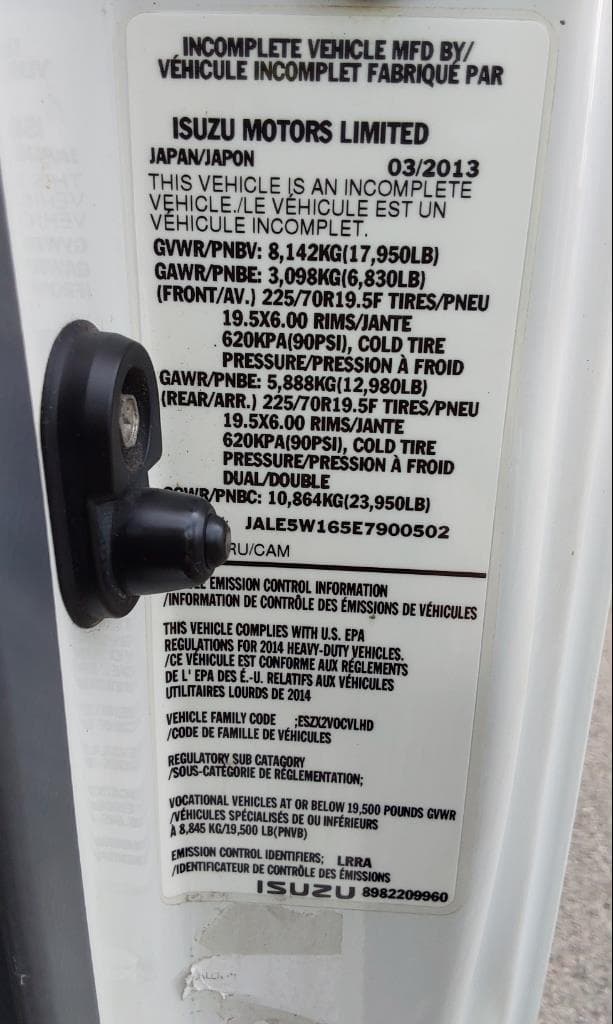 INCOMPLETE VEHICLE MFD BY/
VÉHICULE INCOMPLET FABRIQUÉ PAR
ISUZU MOTORS LIMITED
JAPAN/JAPON 03/2013
THIS VEHICLE IS AN INCOMPLETE
VEHICLE./LE VÉHICULE EST UN
VÉHICULE INCOMPLET.
GVWR/PNBV: 8,142KG(17,950LB)
GAWR/PNBE: 3,098KG(6,830LB)
(FRONT/AV.) 225/70R19.5F TIRES/PNEU
19.5X6.00 RIMS/JANTE
620KPA(90PSI), COLD TIRE
PRESSURE/PRESSION À FROID
GAWR/PNBE: 5,888KG(12,980LB)
(REAR/ARR.) 225/70R19.5F TIRES/PNEU
19.5X6.00 RIMS/JANTE
620KPA(90PSI), COLD TIRE
PRESSURE/PRESSION À FROID
DUAL/DOUBLE
GCWR/PNBC: 10,864KG(23,950LB)
JALE5W165E7900502
RU/CAM
EMISSION CONTROL INFORMATION
/INFORMATION DE CONTRÔLE DES ÉMISSIONS DE VÉHICULES
THIS VEHICLE COMPLIES WITH U.S. EPA
REGULATIONS FOR 2014 HEAVY-DUTY VEHICLES.
/CE VÉHICULE EST CONFORME AUX RÉGLEMENTS
DE L' EPA DES É.-U. RELATIFS AUX VÉHICULES
UTILITAIRES LOURDS DE 2014
VEHICLE FAMILY CODE ;ESZX2VOCVLHD
/CODE DE FAMILLE DE VÉHICULES
REGULATORY SUB CATAGORY
/SOUS-CATÉGORIE DE RÉGLEMENTATION;
VOCATIONAL VEHICLES AT OR BELOW 19,500 POUNDS GVWR
/VÉHICULES SPÉCIALISÉS DE OU INFÉRIEURS
À 8,845 KG/19,500 LB(PNVB)
EMISSION CONTROL IDENTIFIERS; LRRA
/IDENTIFICATEUR DE CONTRÔLE DES ÉMISSIONS
ISUZU 8982209960